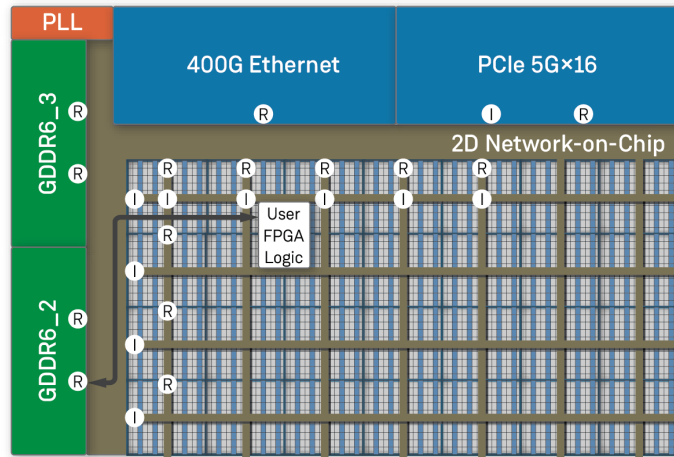 PLL
400G Ethernet
PCIe 5G×16
GDDR6_3
R
R
I
R
2D Network-on-Chip
R
R
R
R
R
R
I
I
I
I
I
I
User
FPGA
Logic
R
I
GDDR6_2
R
R
I
R
R
I